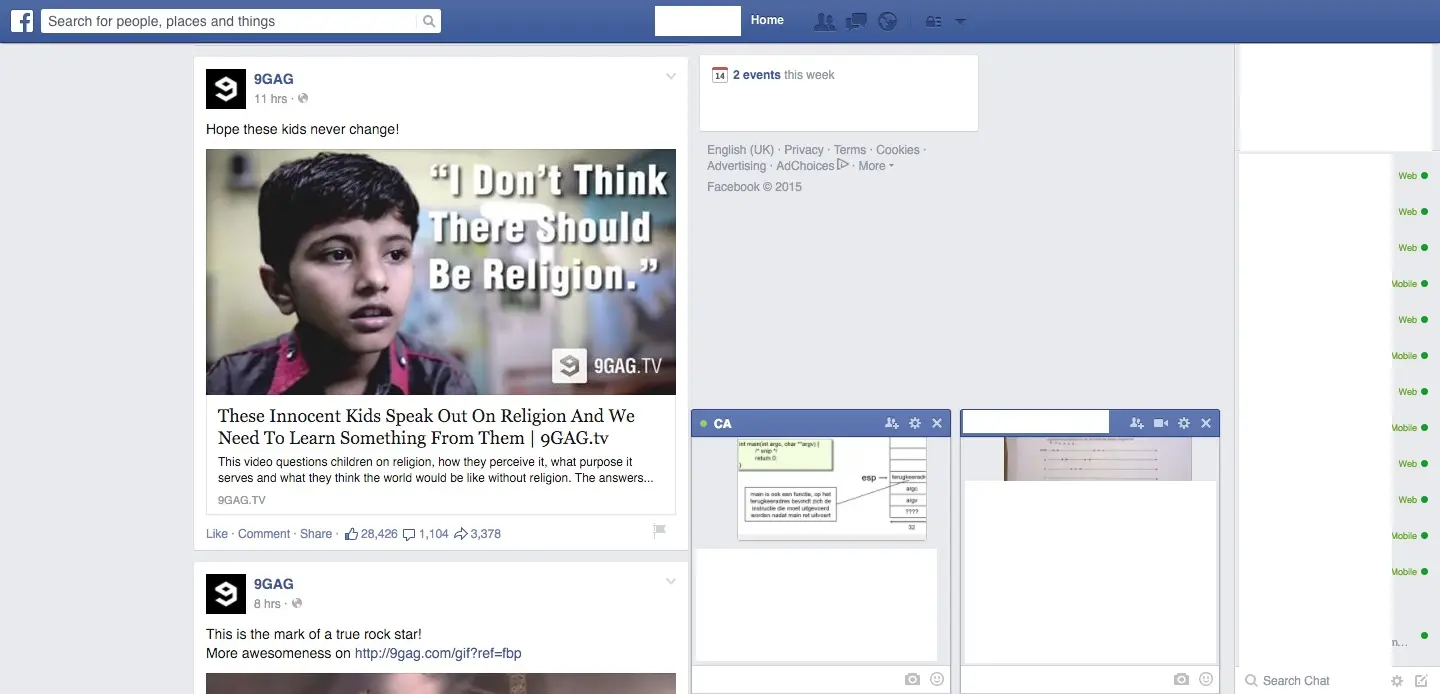 Search for people, places and things
Home
9GAG
11 hrs ·
Hope these kids never change!
“I Don’t Think
There Should
Be Religion.”
9GAG.TV
These Innocent Kids Speak Out On Religion And We
Need To Learn Something From Them | 9GAG.tv
This video questions children on religion, how they perceive it, what purpose it
serves and what they think the world would be like without religion. The answers...
9GAG.TV
Like · Comment · Share · 28,426 1,104 3,378
9GAG
8 hrs ·
This is the mark of a true rock star!
More awesomeness on http://9gag.com/gif?ref=fbp
14 2 events this week
English (UK) · Privacy · Terms · Cookies ·
Advertising · AdChoices · More
Facebook © 2015
CA
int main(int argc, char **argv) {
/* snip */
return 0;
}
esp
main is ook een functie, op het
terugkeeradres bevindt zich de
instructie die moet uitgevoerd
worden nadat main ret uitvoert
argc
argv
????
32
Web
Web
Web
Mobile
Web
Mobile
Web
Mobile
Web
Web
Mobile
Mobile
Search Chat